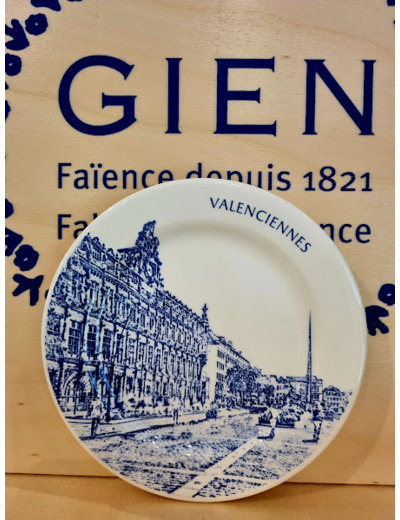 GIEN
Faïence depuis 1821
VALENCIENNES